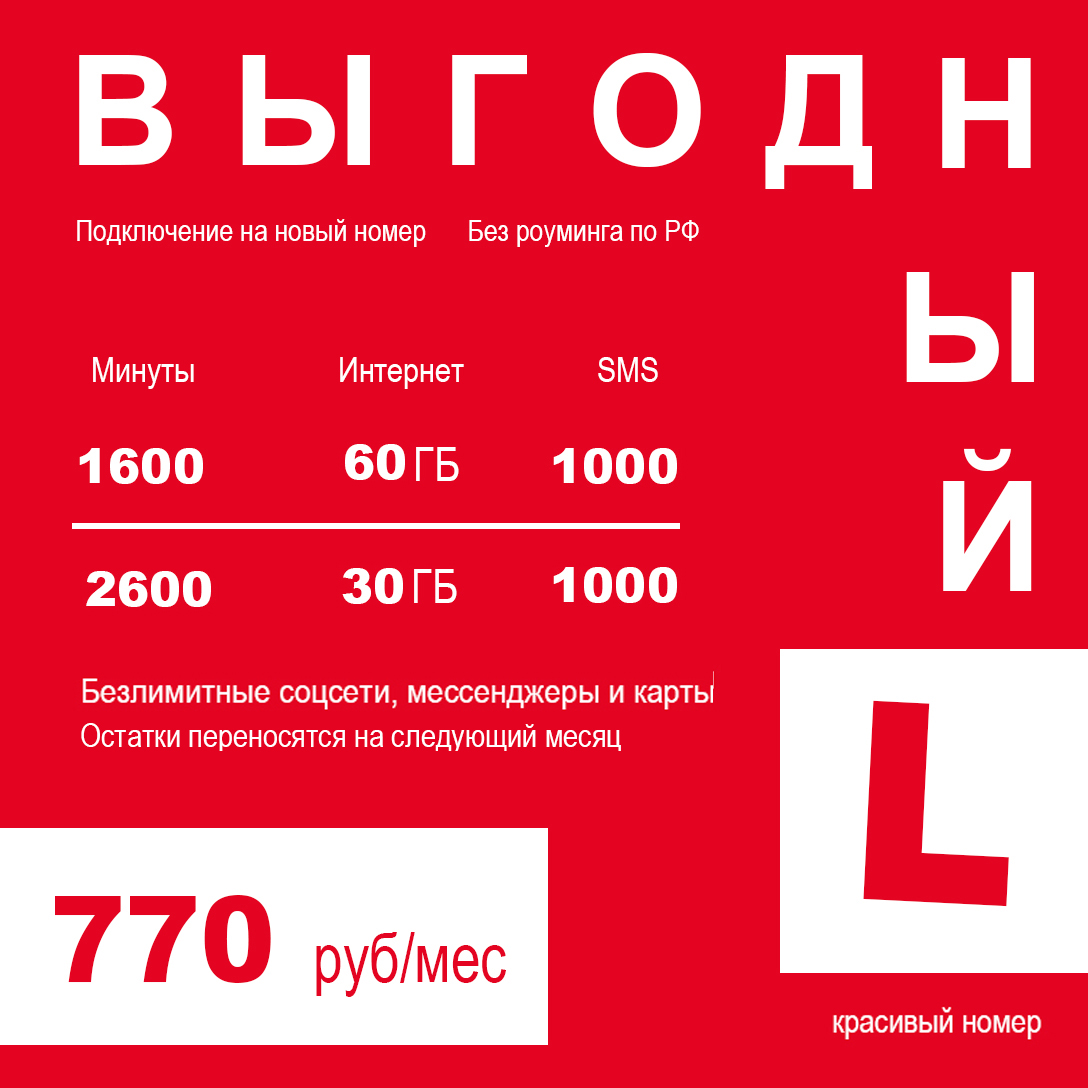 ВЫГОДНЫЙ
Подключение на новый номер Без роуминга по РФ
Минуты Интернет SMS
1600 60 ГБ 1000
2600 30 ГБ 1000
Безлимитные соцсети, мессенджеры и карты
Остатки переносятся на следующий месяц
L
770 руб/мес
красивый номер